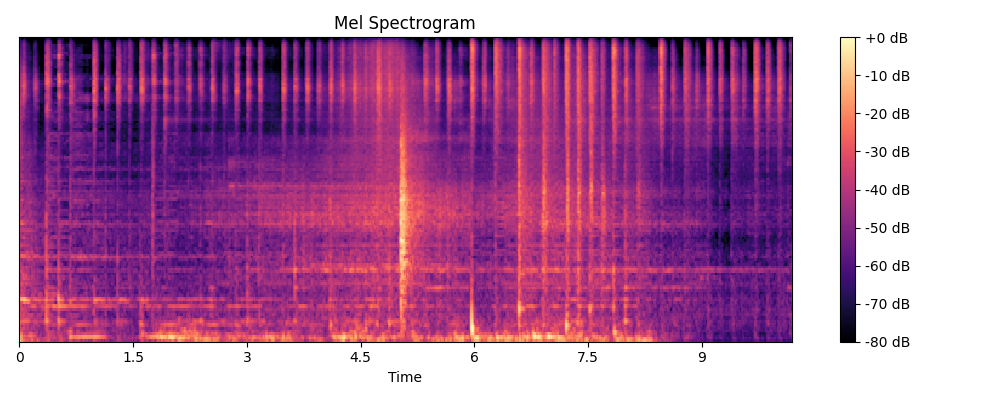 Mel Spectrogram
+0 dB
-10 dB
-20 dB
-30 dB
-40 dB
-50 dB
-60 dB
-70 dB
-80 dB
0 1.5 3 4.5 6 7.5 9
Time